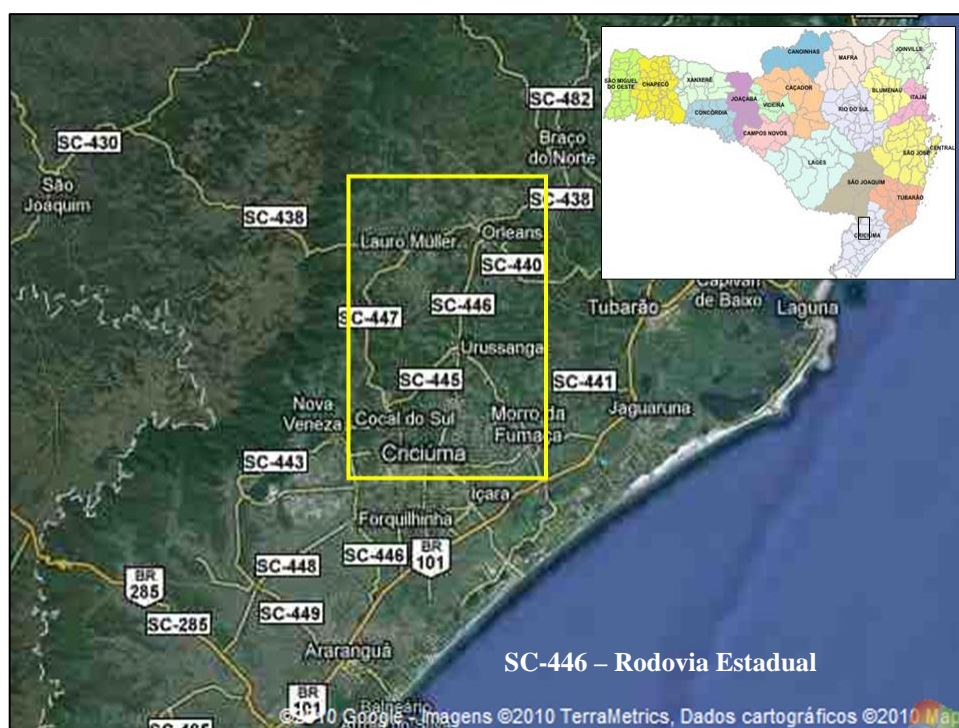 SC-482
SC-430
Braço
do Norte
São
Joaquim
SC-438
SC-438
Lauro Müller
Orleans
SC-440
SC-447
SC-446
Tubarão
Capivari
de Baixo
Laguna
Urussanga
SC-445
SC-441
Nova
Veneza
Cocal do Sul
Morro da
Fumaça
Jaguaruna
Criciúma
SC-443
Içara
Forquilhinha
SC-446
BR
101
SC-448
BR
285
SC-449
SC-285
Araranguá
BR
101
Balneário
SC-446 – Rodovia Estadual
©2010 Google - Imagens ©2010 TerraMetrics, Dados cartográficos ©2010 Map
CANOINHAS
MAFRA
JOINVILLE
SÃO MIGUEL
DO OESTE
CHAPECÓ
XANXERÊ
JOAÇABA
CAÇADOR
VIDEIRA
BLUMENAU
ITAJAÍ
CONCÓRDIA
RIO DO SUL
CAMPOS NOVOS
LAGES
SÃO JOSÉ
CENTRAL
SÃO JOAQUIM
TUBARÃO
CRICIÚMA